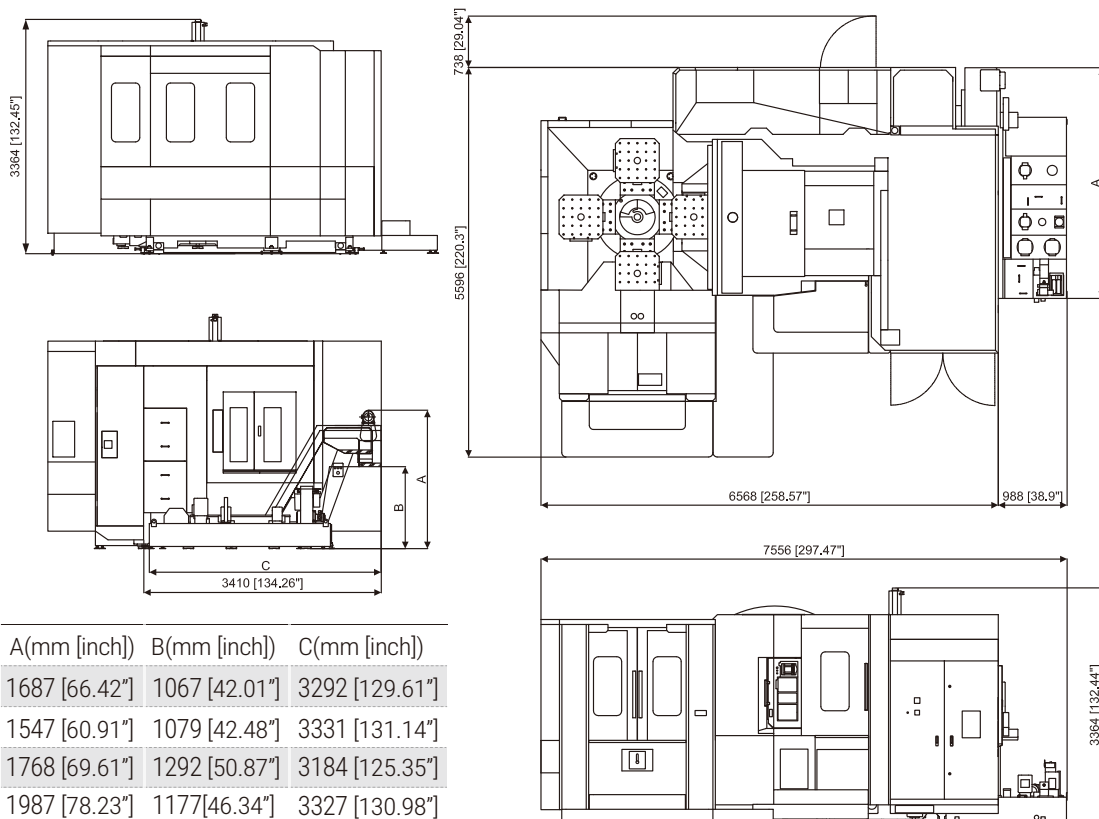 3364 [132.45"]
738 [29.04"]
5596 [220.3"]
A
6568 [258.57"]
988 [38.9"]
A
B
C
3410 [134.26"]
7556 [297.47"]
3364 [132.44"]
A(mm [inch]) B(mm [inch]) C(mm [inch])
1687 [66.42"] 1067 [42.01"] 3292 [129.61"]
1547 [60.91"] 1079 [42.48"] 3331 [131.14"]
1768 [69.61"] 1292 [50.87"] 3184 [125.35"]
1987 [78.23"] 1177[46.34"] 3327 [130.98"]